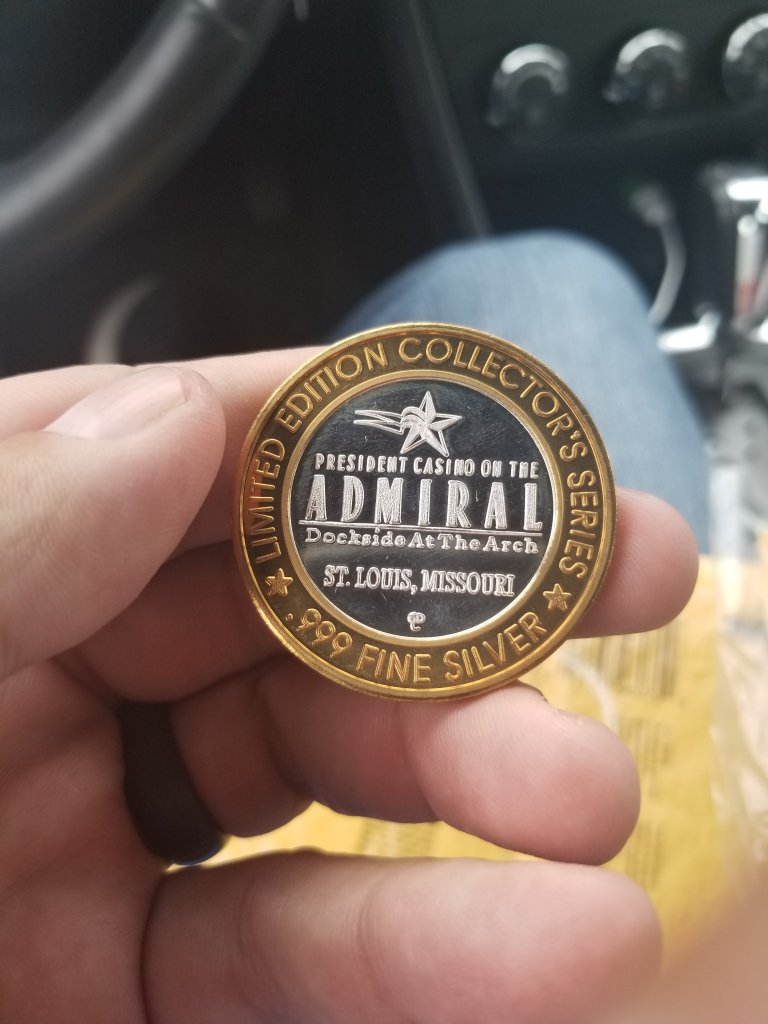 LIMITED EDITION COLLECTOR'S SERIES
PRESIDENT CASINO ON THE
ADMIRAL
Dockside At The Arch
ST. LOUIS, MISSOURI
.999 FINE SILVER